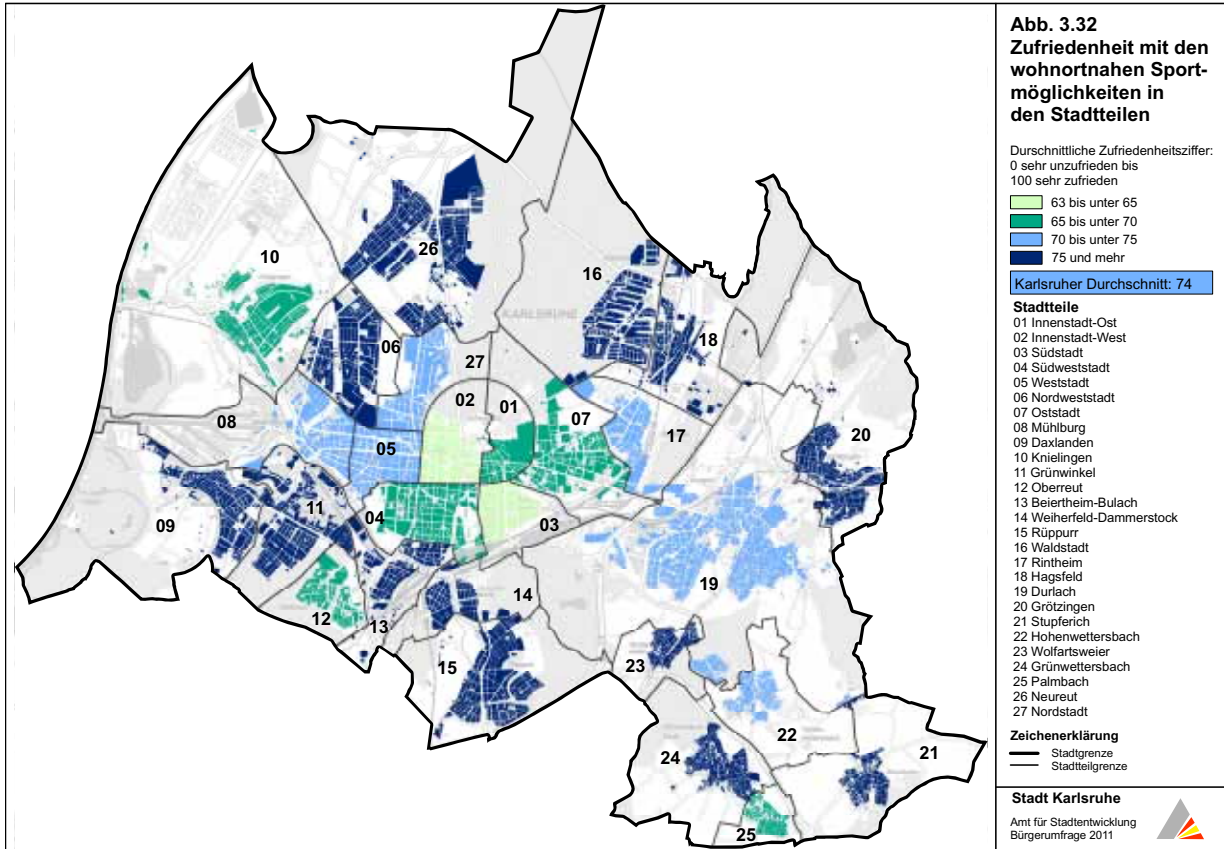 Abb. 3.32
Zufriedenheit mit den
wohnortnahen Sport-
möglichkeiten in
den Stadtteilen
Durschnittliche Zufriedenheitsziffer:
0 sehr unzufrieden bis
100 sehr zufrieden
63 bis unter 65
65 bis unter 70
70 bis unter 75
75 und mehr
Karlsruher Durchschnitt: 74
Stadtteile
01 Innenstadt-Ost
02 Innenstadt-West
03 Südstadt
04 Südweststadt
05 Weststadt
06 Nordweststadt
07 Oststadt
08 Mühlburg
09 Daxlanden
10 Knielingen
11 Grünwinkel
12 Oberreut
13 Beiertheim-Bulach
14 Weiherfeld-Dammerstock
15 Rüppurr
16 Waldstadt
17 Rintheim
18 Hagsfeld
19 Durlach
20 Grötzingen
21 Stupferich
22 Hohenwettersbach
23 Wolfartsweier
24 Grünwettersbach
25 Palmbach
26 Neureut
27 Nordstadt
Zeichenerklärung
Stadtgrenze
Stadtteilgrenze
Stadt Karlsruhe
Amt für Stadtentwicklung
Bürgerumfrage 2011
26
10
16
KARLSRUHE
18
06
27
02
01
08
07
17
20
05
11
04
03
09
19
14
12
13
15
23
22
21
24
25